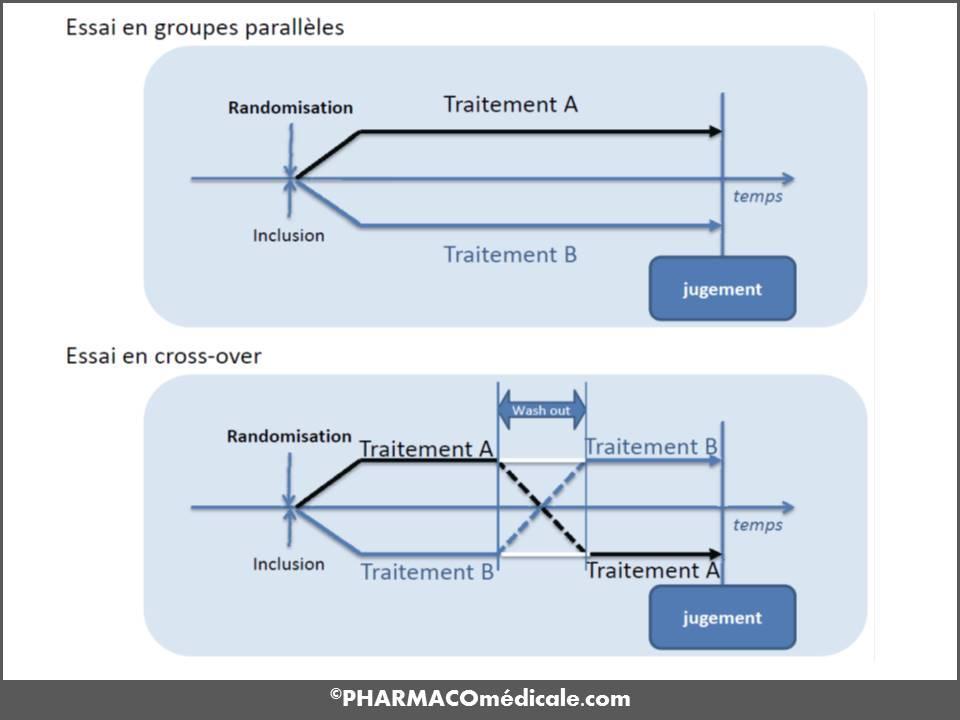 Essai en groupes parallèles
Randomisation
Traitement A
temps
Inclusion
Traitement B
jugement
Essai en cross-over
Wash out
Randomisation
Traitement A
Traitement B
temps
Inclusion
Traitement B
Traitement A
jugement
©PHARMACOmédicale.com